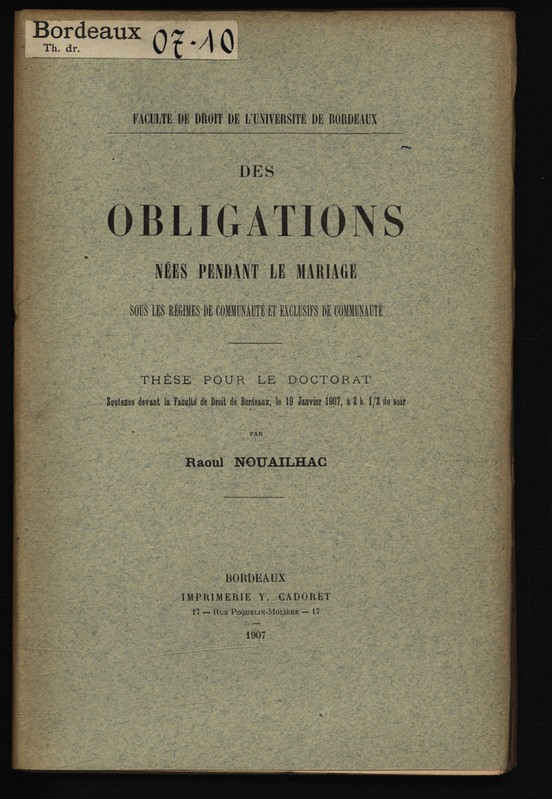 Bordeaux
Th. dr.
07-10
FACULTÉ DE DROIT DE L'UNIVERSITÉ DE BORDEAUX
DES
OBLIGATIONS
NÉES PENDANT LE MARIAGE
SOUS LES RÉGIMES DE COMMUNAUTÉ ET EXCLUSIFS DE COMMUNAUTÉ
THÈSE POUR LE DOCTORAT
Soutenue devant la Faculté de Droit de Bordeaux, le 19 Janvier 1907, à 2 h. 1/2 du soir
PAR
Raoul NOUAILHAC
BORDEAUX
IMPRIMERIE Y. CADORET
17 — RUE POQUELIN-MOLIÈRE — 17
1907